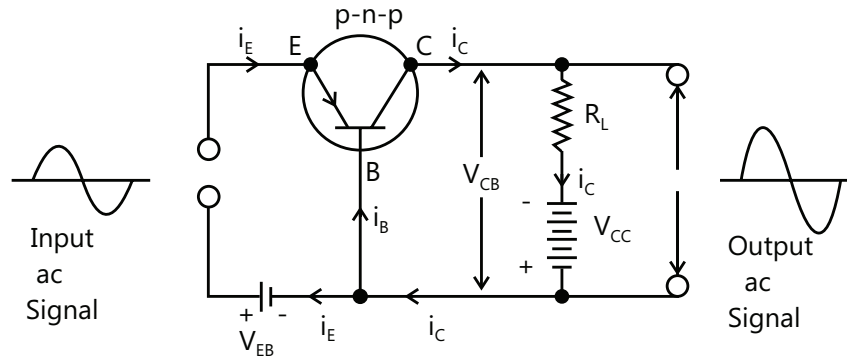 p-n-p
i_E E C i_C
R_L
B V_CB i_C
- V_CC
i_B
+
Input
ac
Signal
Output
ac
Signal
+ -
V_EB
i_E i_C